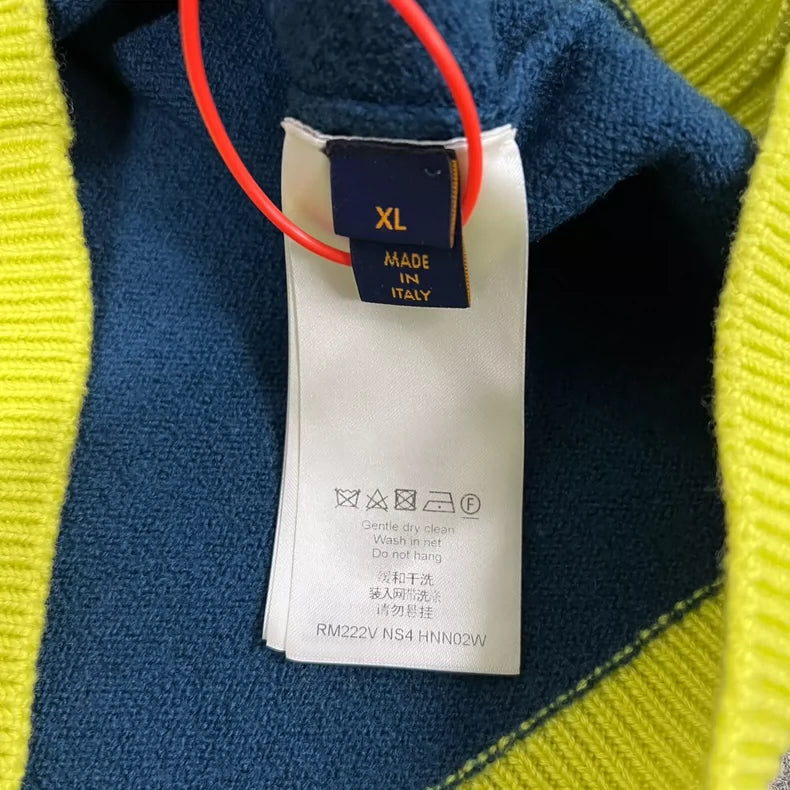 XL
MADE
IN
ITALY
F
Gentle dry clean
Wash in net
Do not hang
缓和干洗
装入网带洗涤
请勿悬挂
RM222V NS4 HNN02W